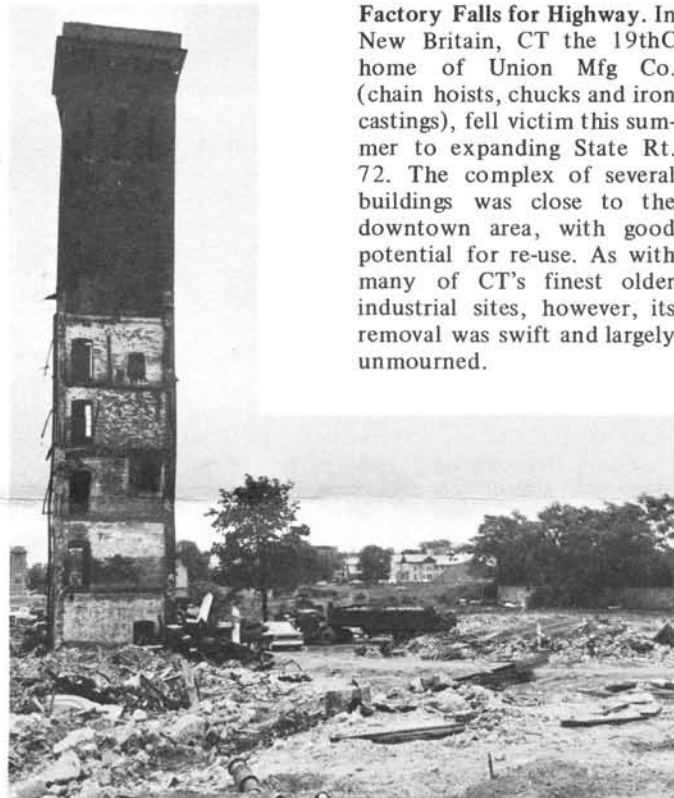 Factory Falls for Highway. In
New Britain, CT the 19thC
home of Union Mfg Co.
(chain hoists, chucks and iron
castings), fell victim this sum-
mer to expanding State Rt.
72. The complex of several
buildings was close to the
downtown area, with good
potential for re-use. As with
many of CT's finest older
industrial sites, however, its
removal was swift and largely
unmourned.